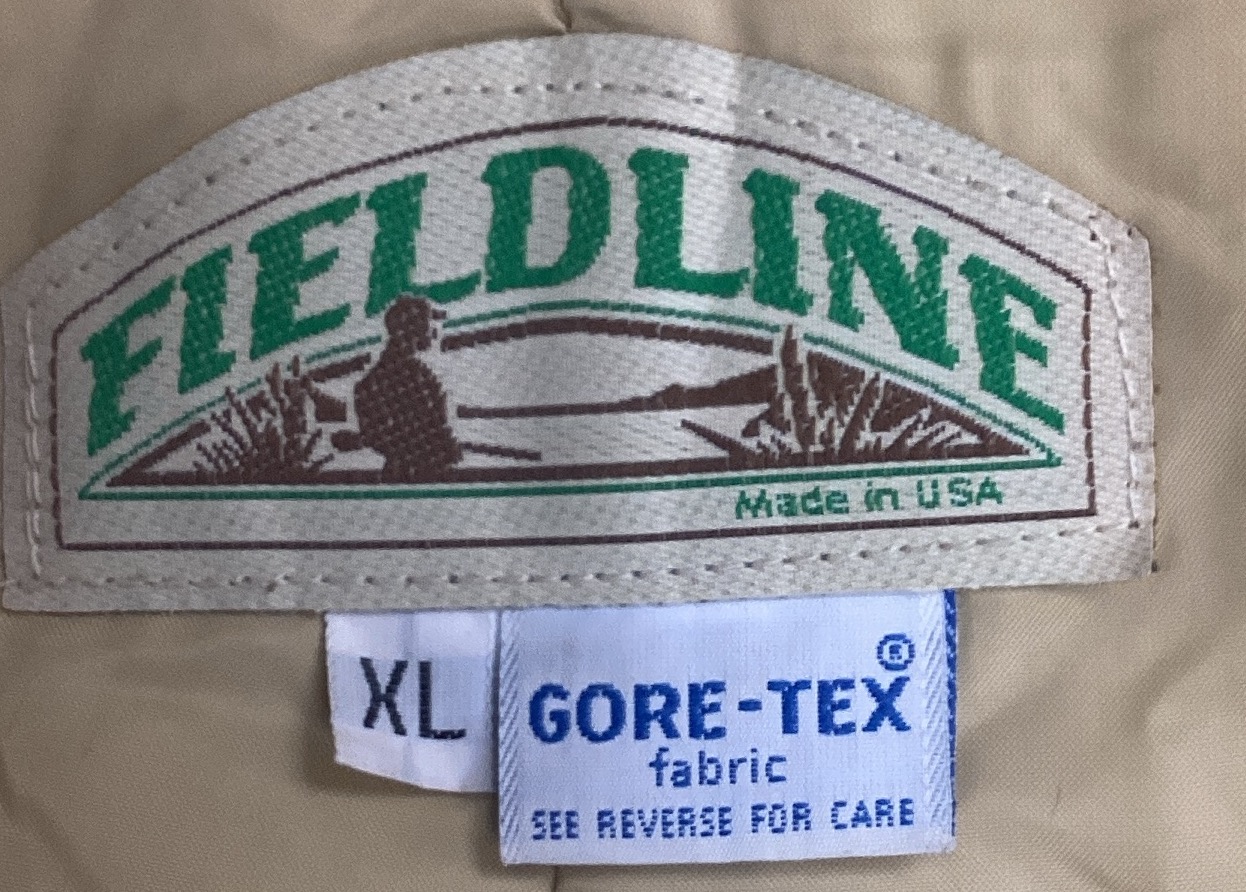 FIELDLINE
Made in USA
XL
GORE-TEX®
fabric
SEE REVERSE FOR CARE